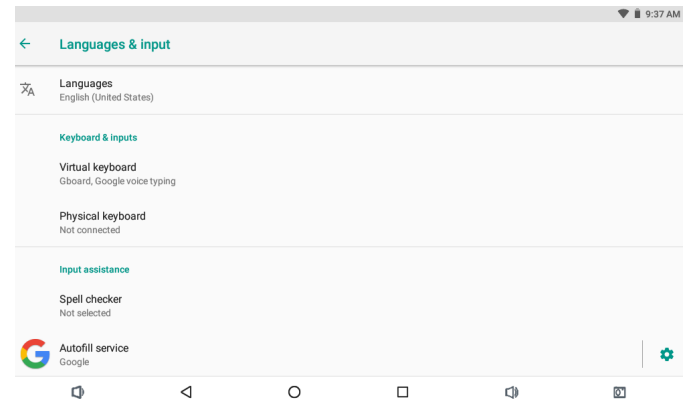 9:37 AM
Languages & input
Languages
English (United States)
Keyboard & inputs
Virtual keyboard
Gboard, Google voice typing
Physical keyboard
Not connected
Input assistance
Spell checker
Not selected
Autofill service
Google